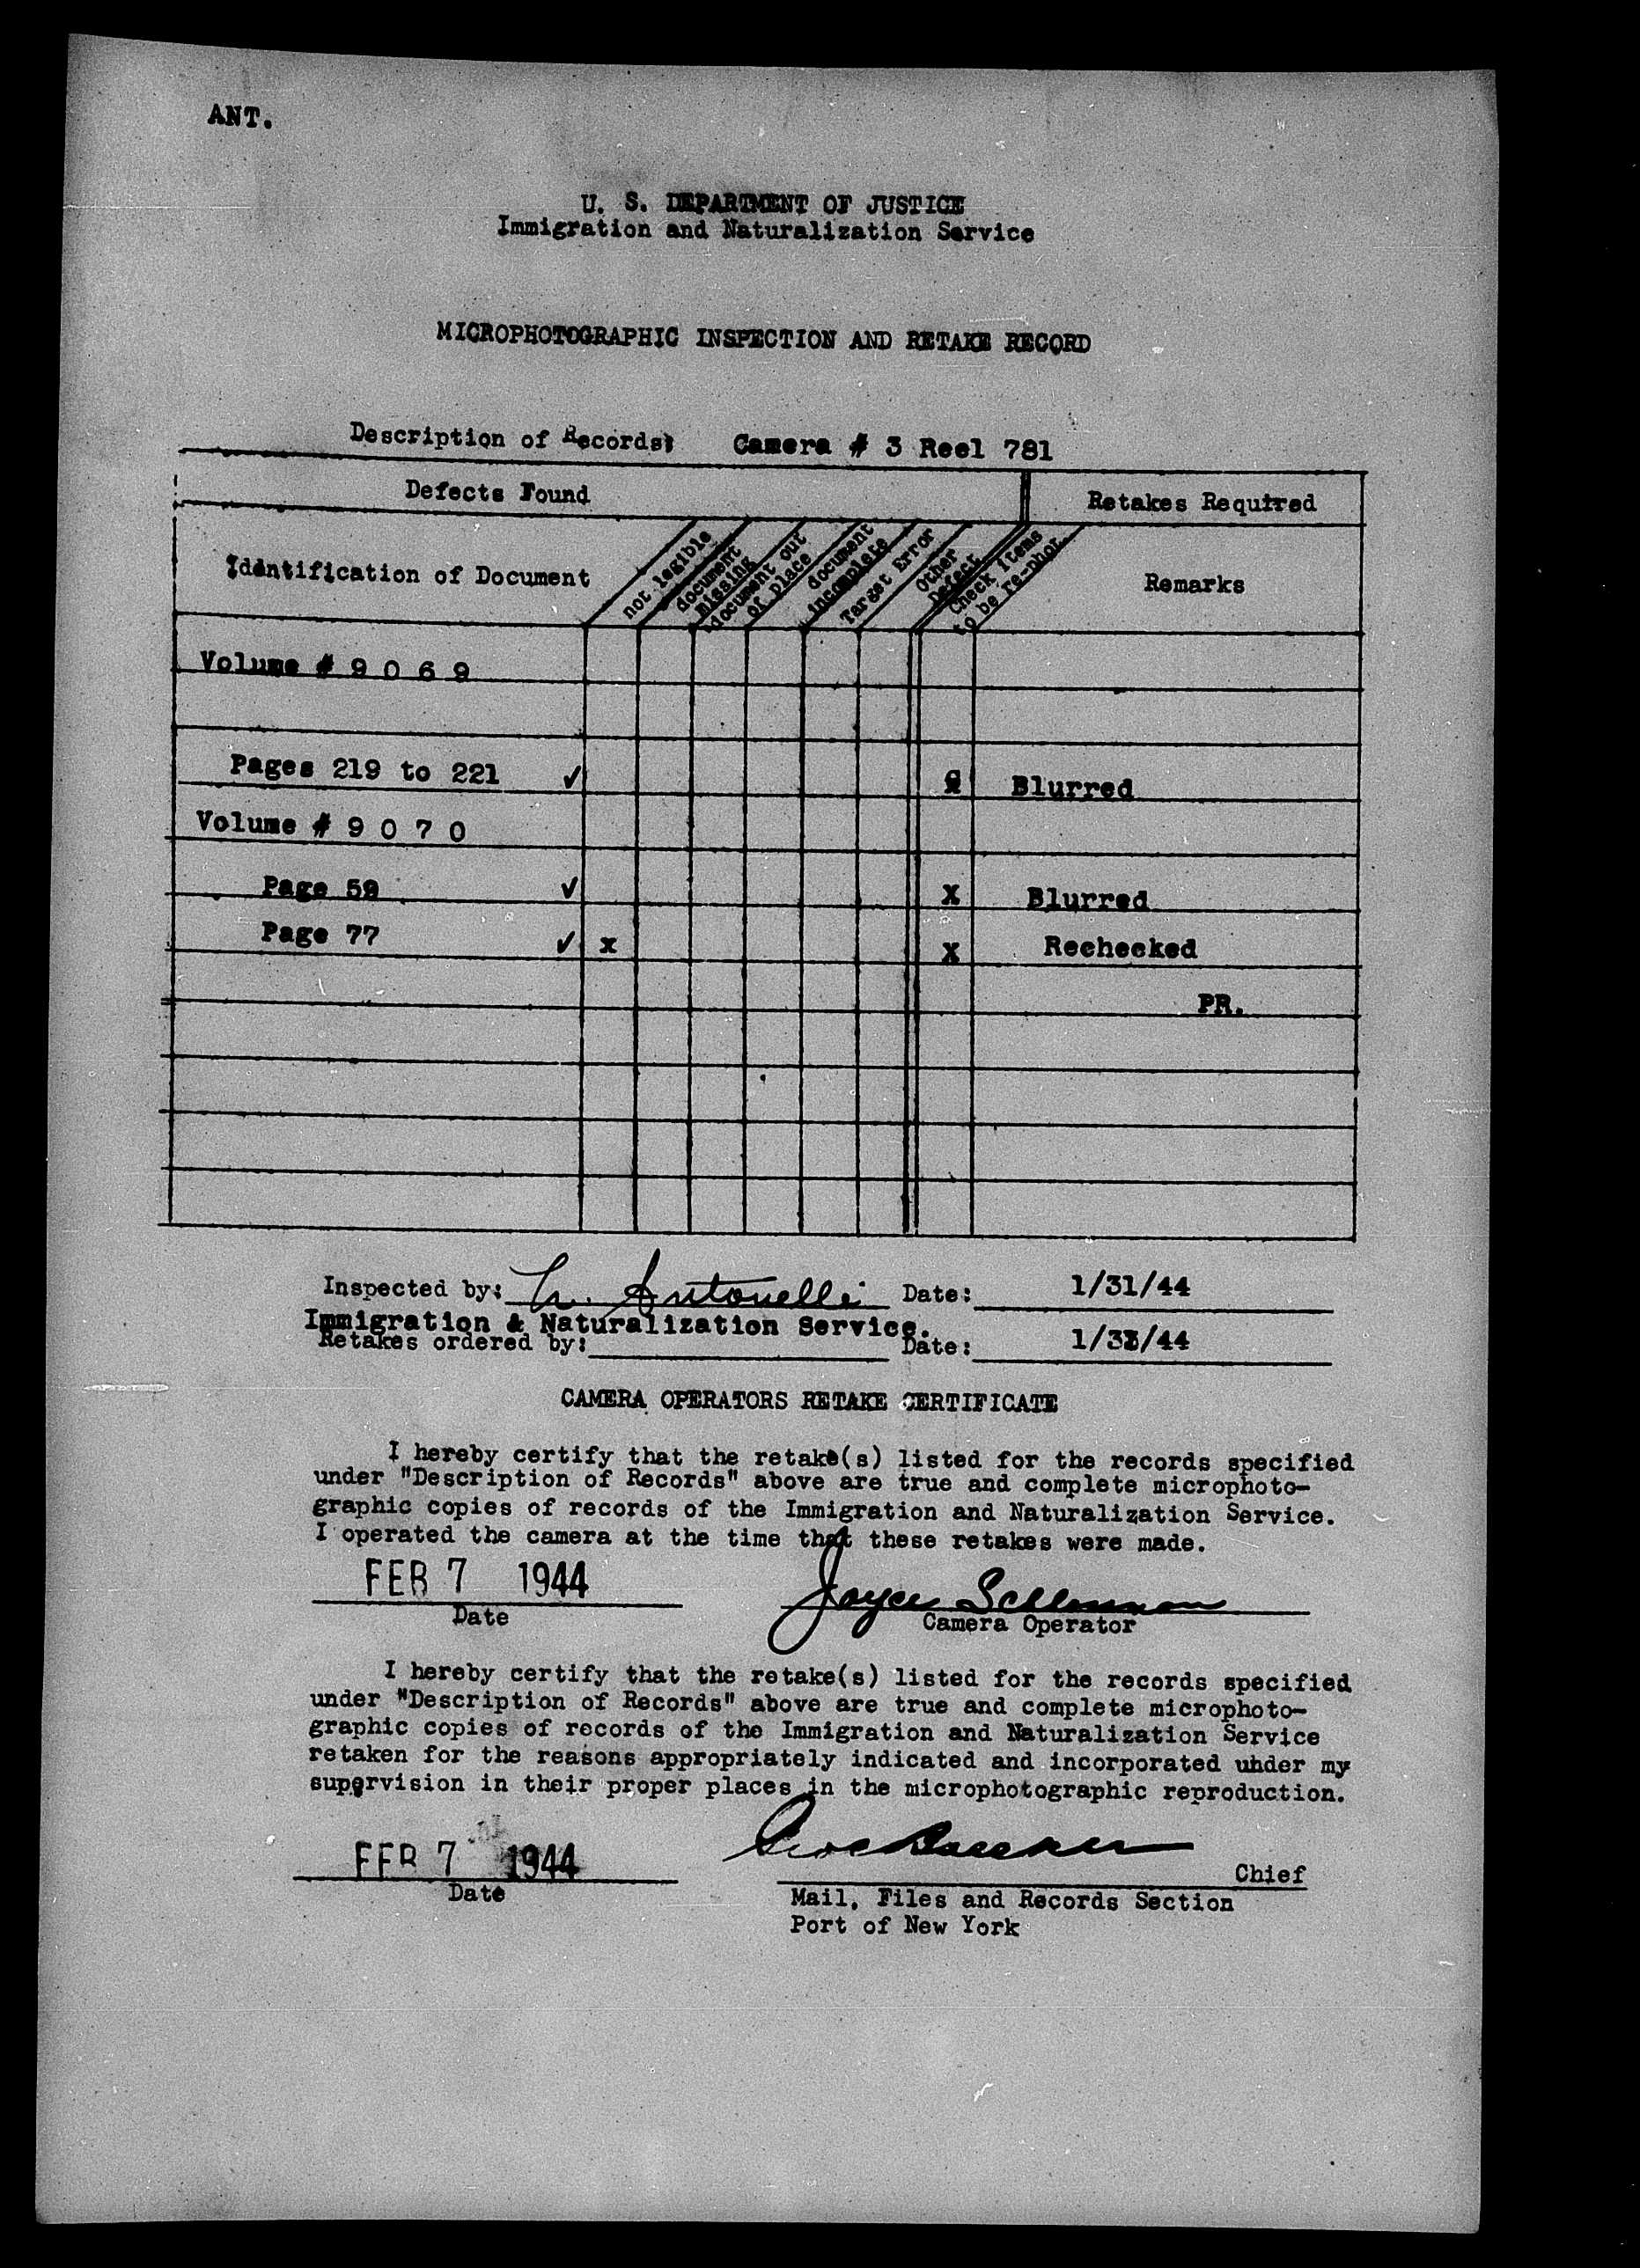 ANT.
U. S. DEPARTMENT OF JUSTICE
Immigration and Naturalization Service
MICROPHOTOGRAPHIC INSPECTION AND RETAKE RECORD
Description of Records: Camera # 3 Reel 781
Defects Found
Retakes Required
Identification of Document
not legible
document missing
document out of place
document incomplete
Target Error
Other Defect
Check items to be re-phot.
Remarks
Volume # 9 0 6 9
Pages 219 to 221 ✓ Blurred
Volume # 9 0 7 0
Page 59 ✓ x Blurred
Page 77 ✓ x x Rechecked
PR.
Inspected by: Antonelli Date: 1/31/44
Immigration & Naturalization Service.
Retakes ordered by: Date:
CAMERA OPERATORS RETAKE CERTIFICATE
I hereby certify that the retake(s) listed for the records specified
under "Description of Records" above are true and complete microphoto-
graphic copies of records of the Immigration and Naturalization Service.
I operated the camera at the time that these retakes were made.
FEB 7 1944 Joyce
Date Camera Operator
I hereby certify that the retake(s) listed for the records specified
under "Description of Records" above are true and complete microphoto-
graphic copies of records of the Immigration and Naturalization Service
retaken for the reasons appropriately indicated and incorporated under my
supervision in their proper places in the microphotographic reproduction.
FEB 7 1944 Chief
Date Mail, Files and Records Section
Port of New York